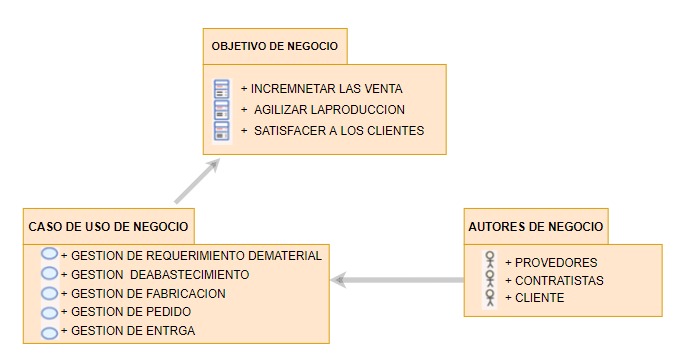 OBJETIVO DE NEGOCIO
+ INCREMNETAR LAS VENTA
+ AGILIZAR LAPRODUCCION
+ SATISFACER A LOS CLIENTES
CASO DE USO DE NEGOCIO
+ GESTION DE REQUERIMIENTO DEMATERIAL
+ GESTION DEABASTECIMIENTO
+ GESTION DE FABRICACION
+ GESTION DE PEDIDO
+ GESTION DE ENTRGA
AUTORES DE NEGOCIO
+ PROVEDORES
+ CONTRATISTAS
+ CLIENTE